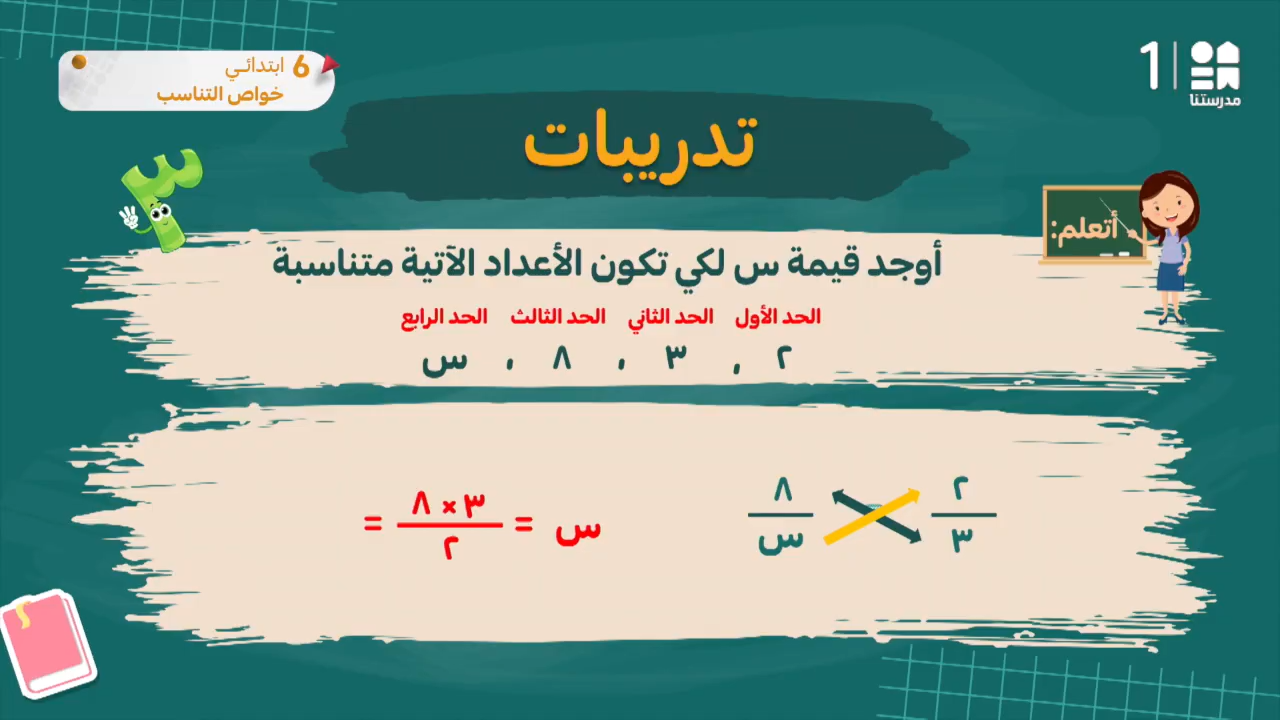 6 ابتدائي
خواص التناسب
1
مدرستنا
تدريبات
أتعلم:
أوجد قيمة س لكي تكون الأعداد الآتية متناسبة
الحد الأول الحد الثاني الحد الثالث الحد الرابع
٢ , ٣ ، ٨ ، س
٢ ٨
٣ س
س = ٣ × ٨ =
٢